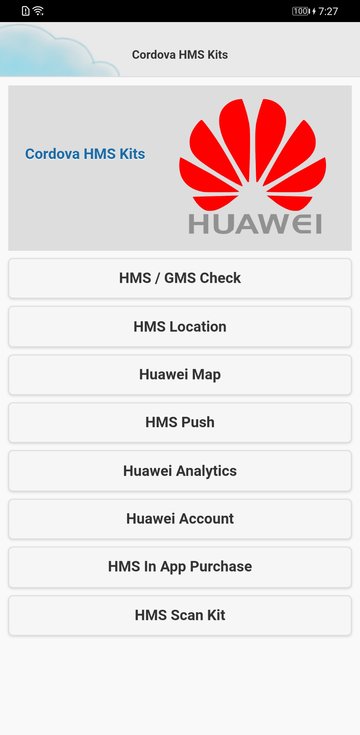 100 7:27
Cordova HMS Kits
Cordova HMS Kits
HUAWEI
HMS / GMS Check
HMS Location
Huawei Map
HMS Push
Huawei Analytics
Huawei Account
HMS In App Purchase
HMS Scan Kit